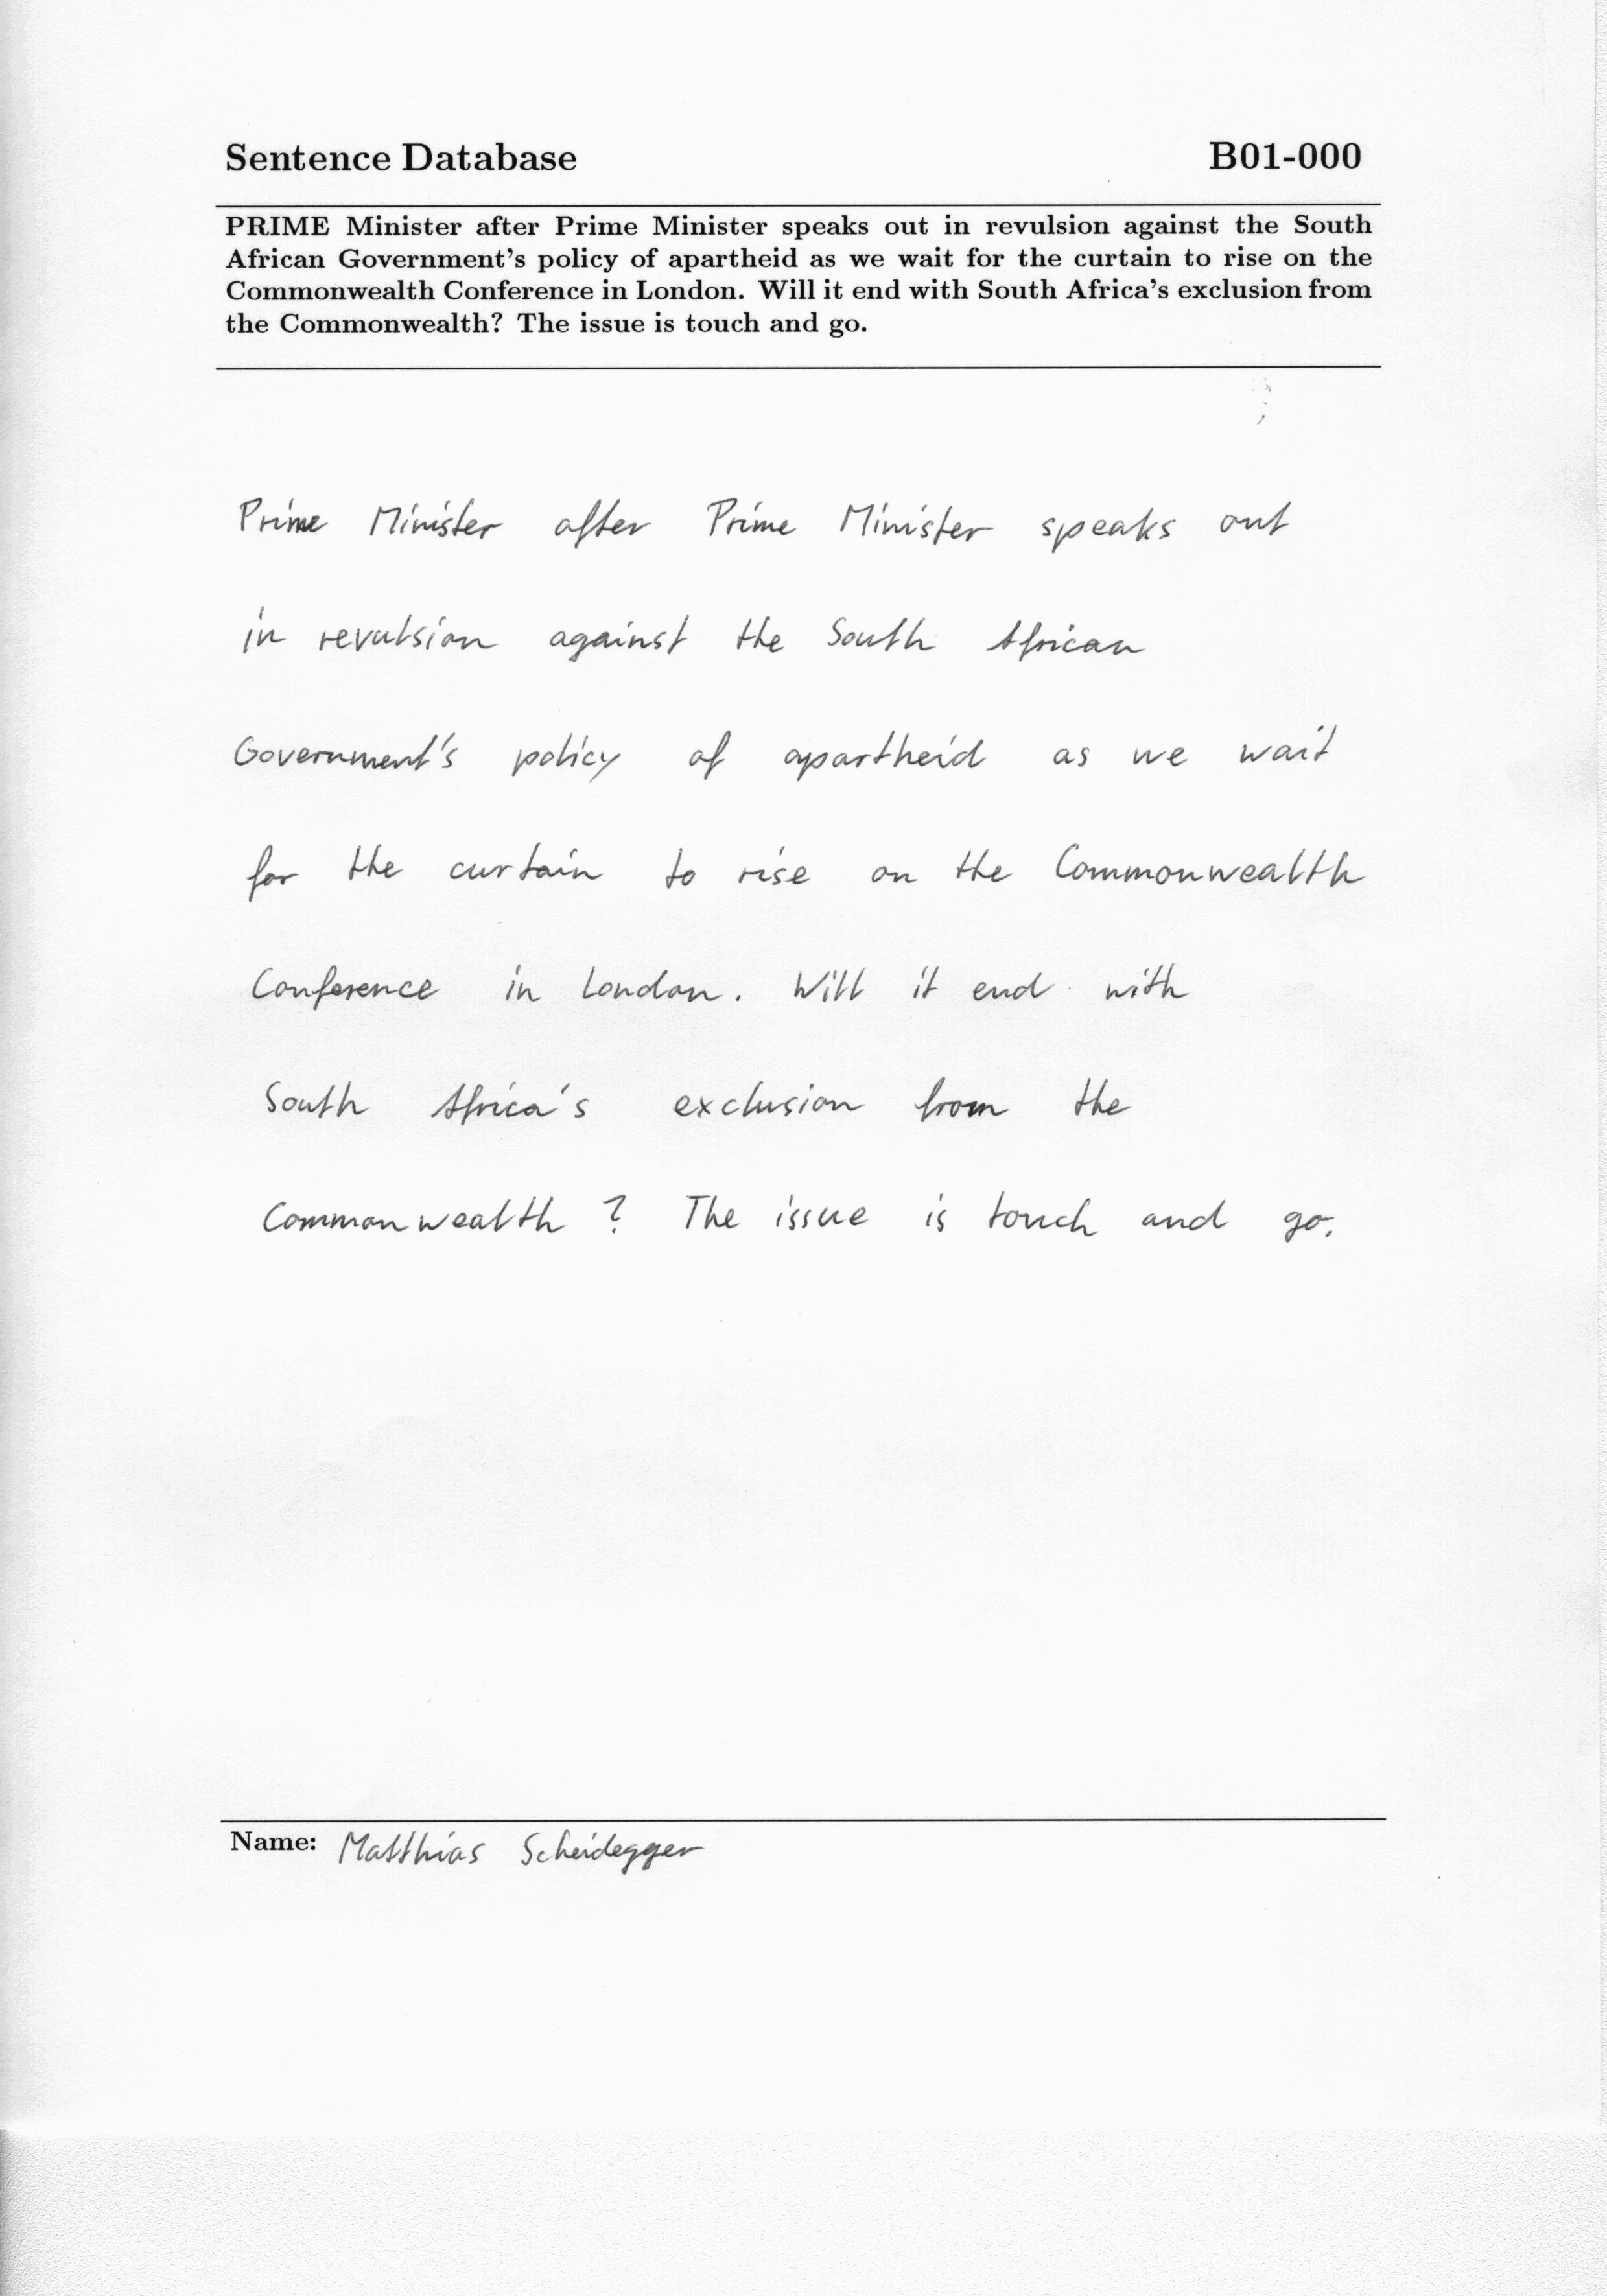 Sentence Database B01-000
PRIME Minister after Prime Minister speaks out in revulsion against the South
African Government's policy of apartheid as we wait for the curtain to rise on the
Commonwealth Conference in London. Will it end with South Africa's exclusion from
the Commonwealth? The issue is touch and go.
Prime Minister after Prime Minister speaks out
in revulsion against the South African
Government's policy of apartheid as we wait
for the curtain to rise on the Commonwealth
Conference in London. Will it end with
South Africa's exclusion from the
Commonwealth ? The issue is touch and go.
Name: Matthias Scheidegger